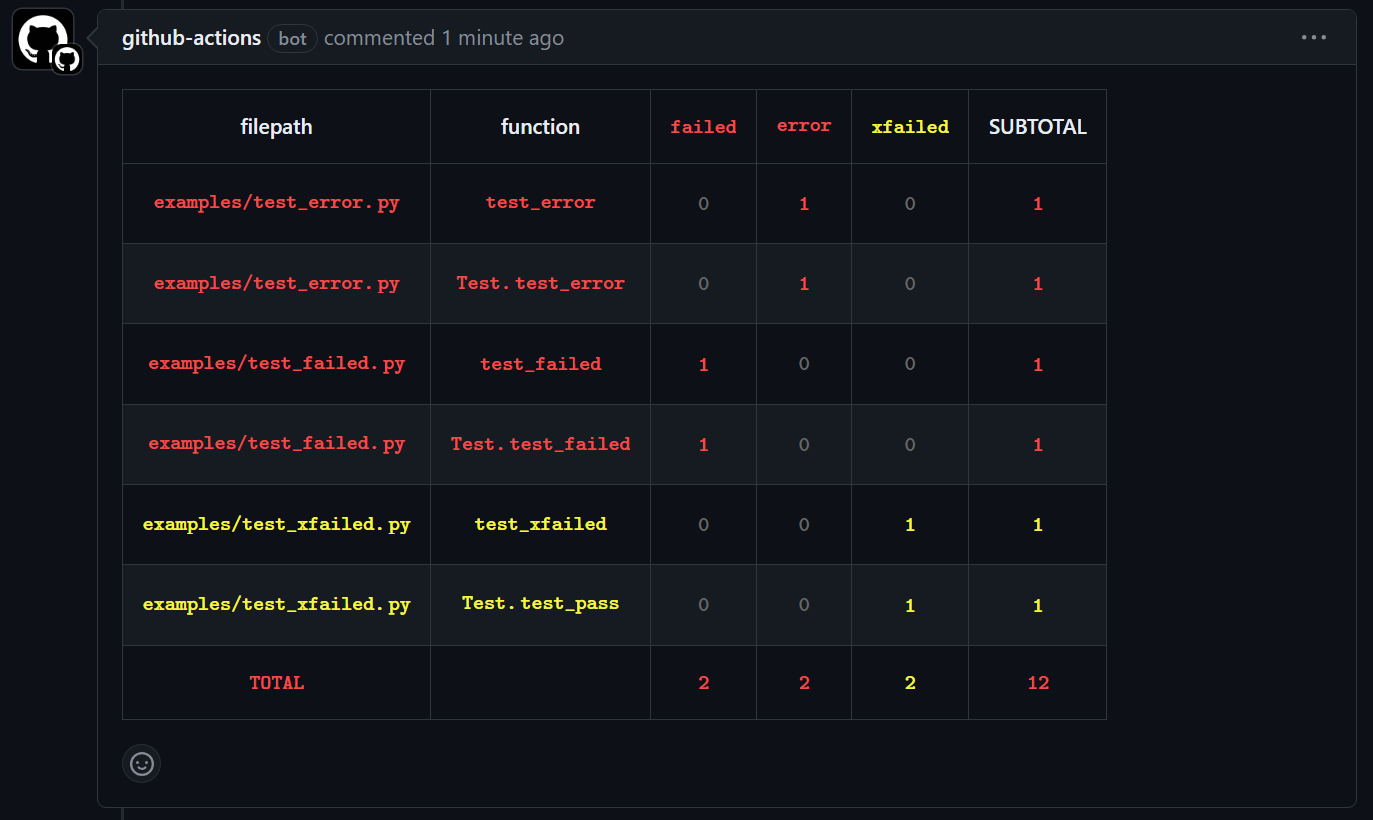 github-actions bot commented 1 minute ago
filepath function failed error xfailed SUBTOTAL
examples/test_error.py test_error 0 1 0 1
examples/test_error.py Test.test_error 0 1 0 1
examples/test_failed.py test_failed 1 0 0 1
examples/test_failed.py Test.test_failed 1 0 0 1
examples/test_xfailed.py test_xfailed 0 0 1 1
examples/test_xfailed.py Test.test_pass 0 0 1 1
TOTAL 2 2 2 12